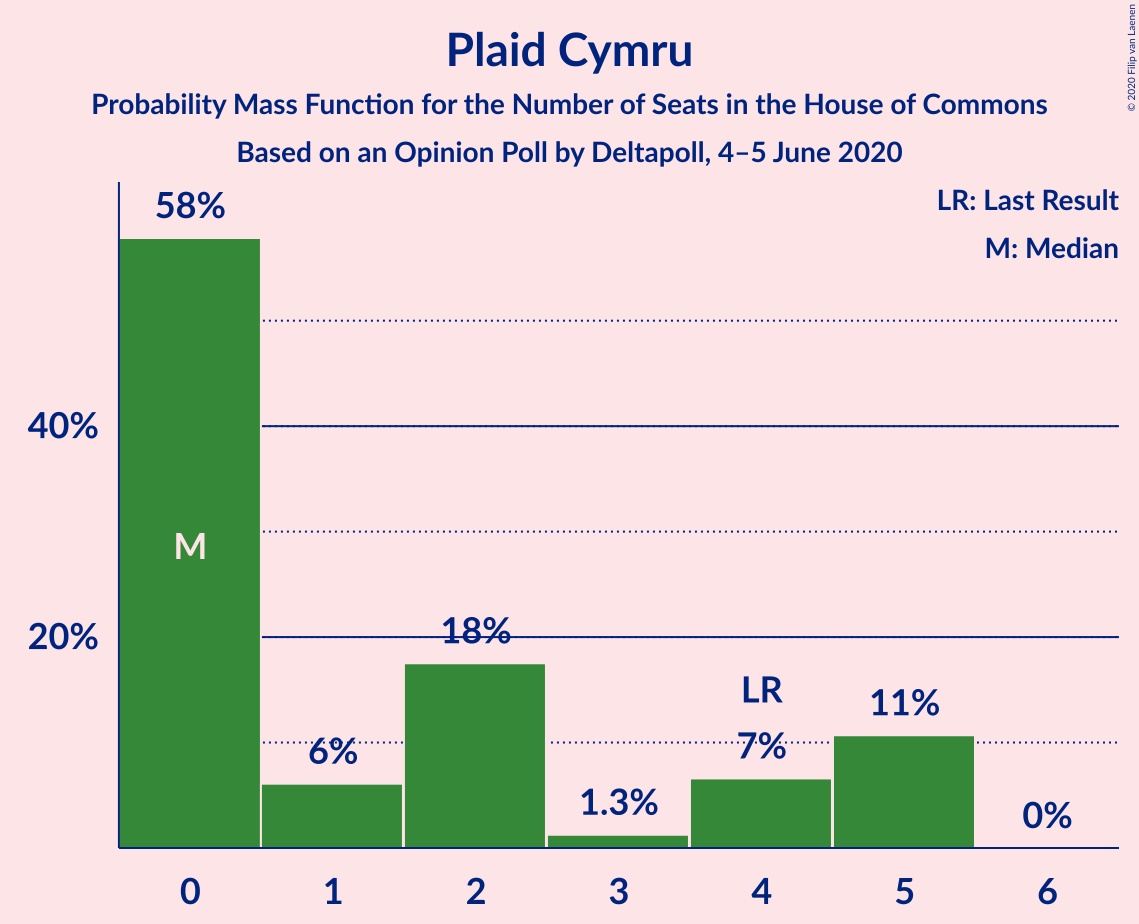 Plaid Cymru
Probability Mass Function for the Number of Seats in the House of Commons
Based on an Opinion Poll by Deltapoll, 4–5 June 2020
© 2020 Filip van Laenen
LR: Last Result
M: Median
58%
40%
20%
M
6%
18%
1.3%
LR
7%
11%
0%
0 1 2 3 4 5 6